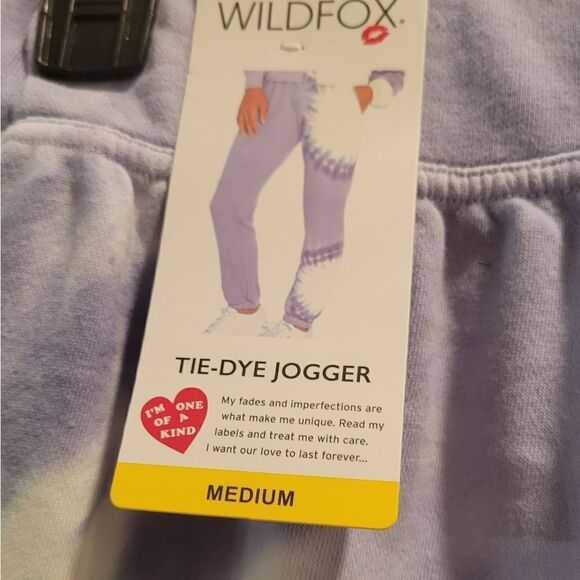 WILDFOX
TIE-DYE JOGGER
I'M ONE
OF A
KIND
My fades and imperfections are
what make me unique. Read my
labels and treat me with care.
I want our love to last forever...
MEDIUM